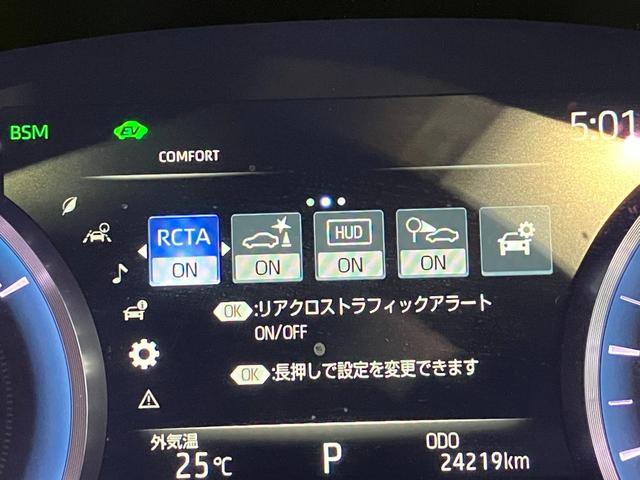 BSM
EV
5:01
COMFORT
RCTA
HUD
ON
ON
ON
ON
OK :リアクロストラフィックアラート
ON/OFF
OK :長押しで設定を変更できます
外気温
25℃
P
ODO
24219km